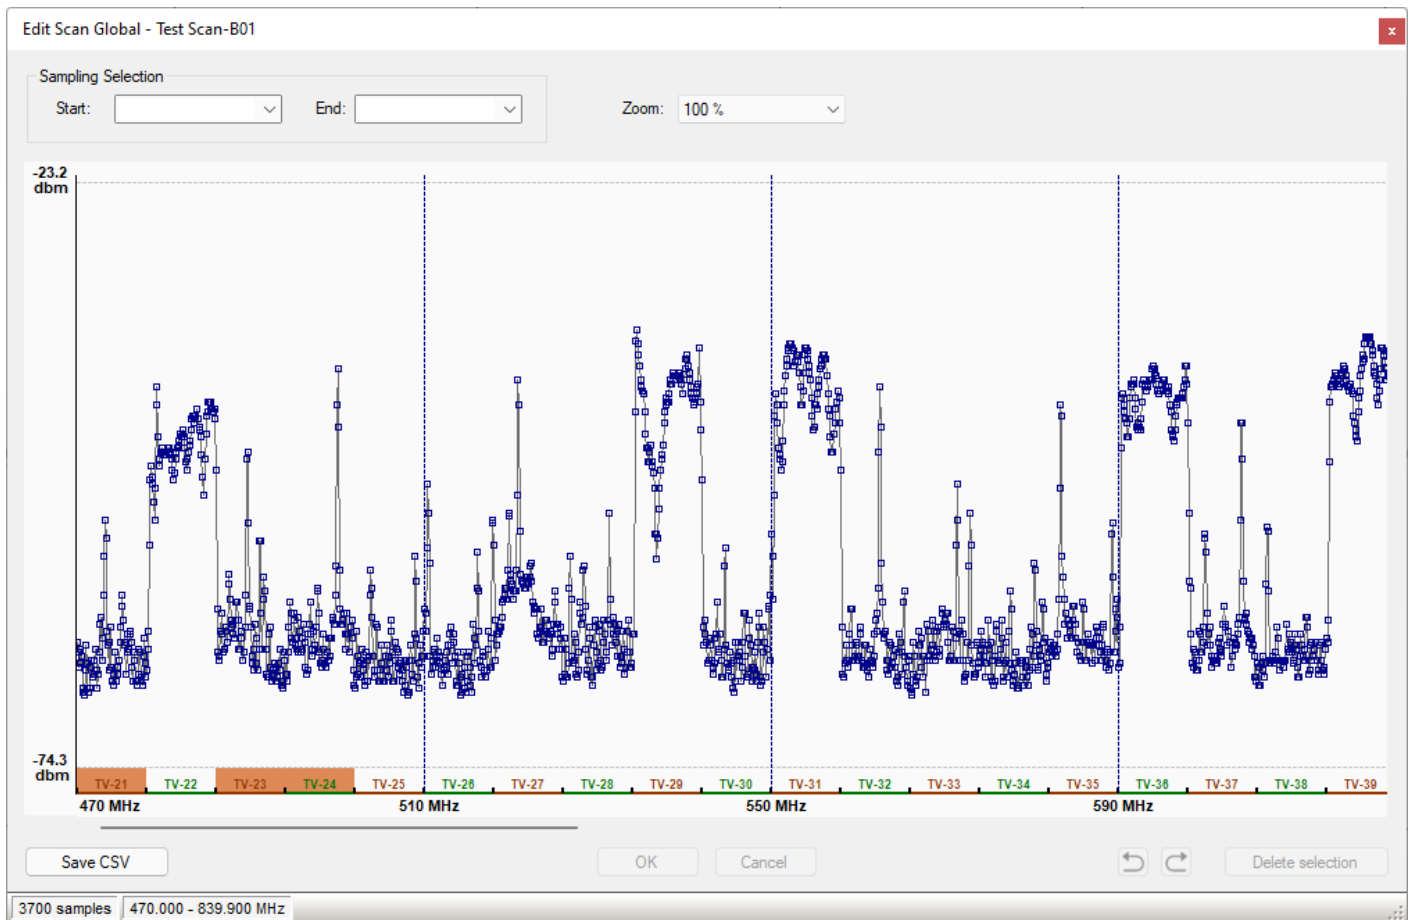 Edit Scan Global - Test Scan-B01
x
Sampling Selection
Start:
End:
Zoom: 100 %
-23.2
dbm
-74.3
dbm
TV-21 TV-22 TV-23 TV-24 TV-25 TV-26 TV-27 TV-28 TV-29 TV-30 TV-31 TV-32 TV-33 TV-34 TV-35 TV-36 TV-37 TV-38 TV-39
470 MHz 510 MHz 550 MHz 590 MHz
Save CSV OK Cancel Delete selection
3700 samples 470.000 - 839.900 MHz